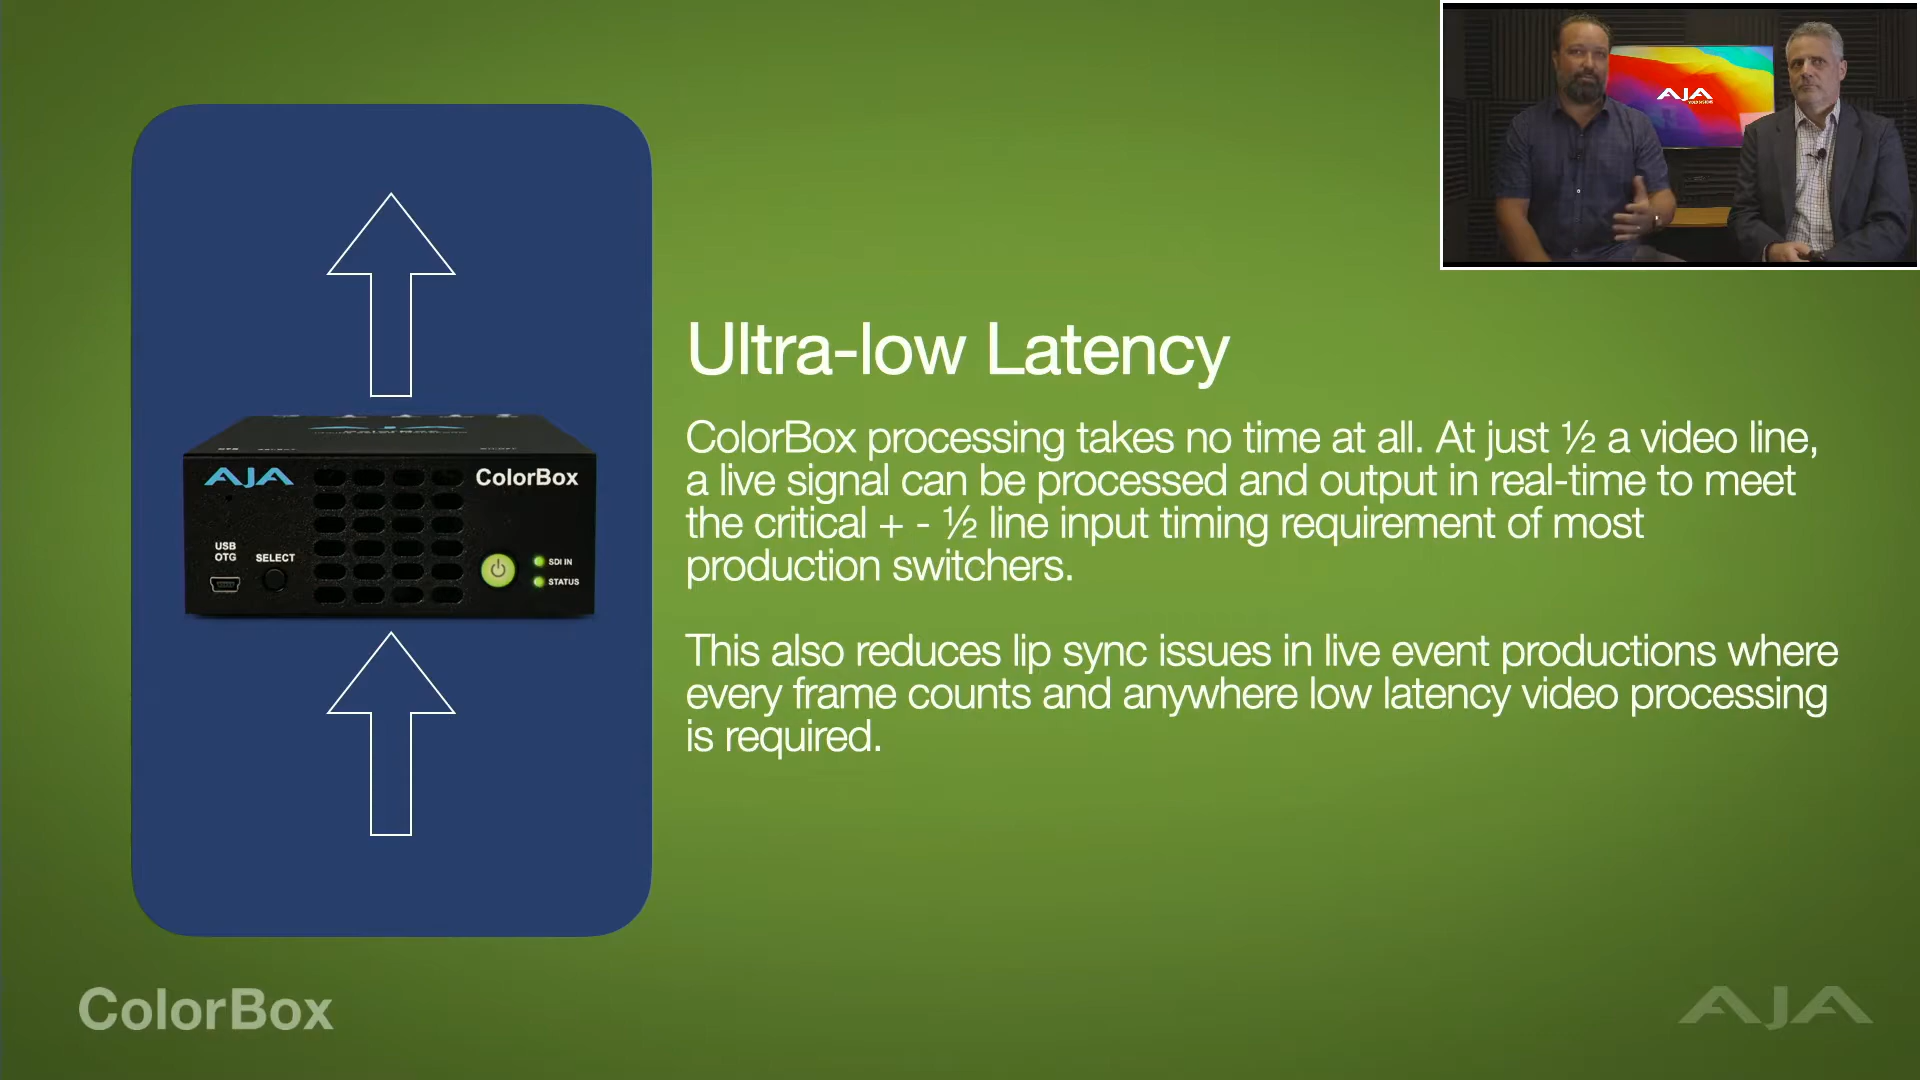 AJA
Ultra-low Latency
ColorBox processing takes no time at all. At just ½ a video line,
a live signal can be processed and output in real-time to meet
the critical + - ½ line input timing requirement of most
production switchers.
This also reduces lip sync issues in live event productions where
every frame counts and anywhere low latency video processing
is required.
AJA
AJA
ColorBox
USB
OTG
SELECT
SDI IN
STATUS
ColorBox
AJA